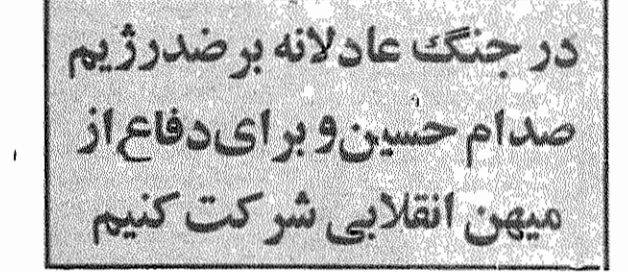 در جنگ عادلانه بر ضد رژیم
صدام حسین و برای دفاع از
میهن انقلابی شرکت کنیم